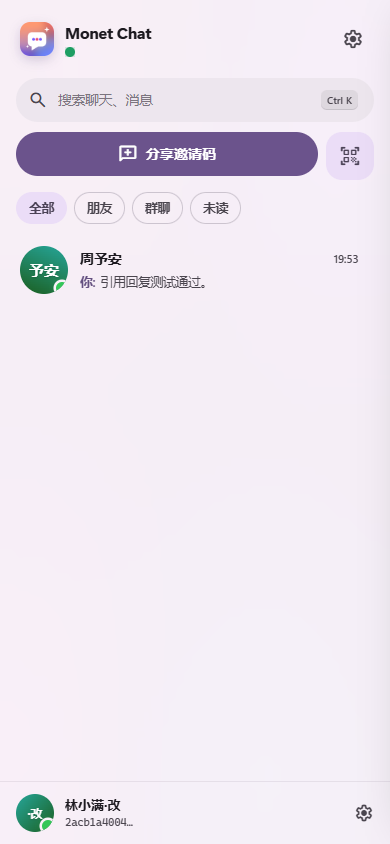 Monet Chat
搜索聊天、消息
Ctrl K
分享邀请码
全部
朋友
群聊
未读
予安
周予安
19:53
你: 引用回复测试通过。
·改
林小满·改
2acb1a4004…